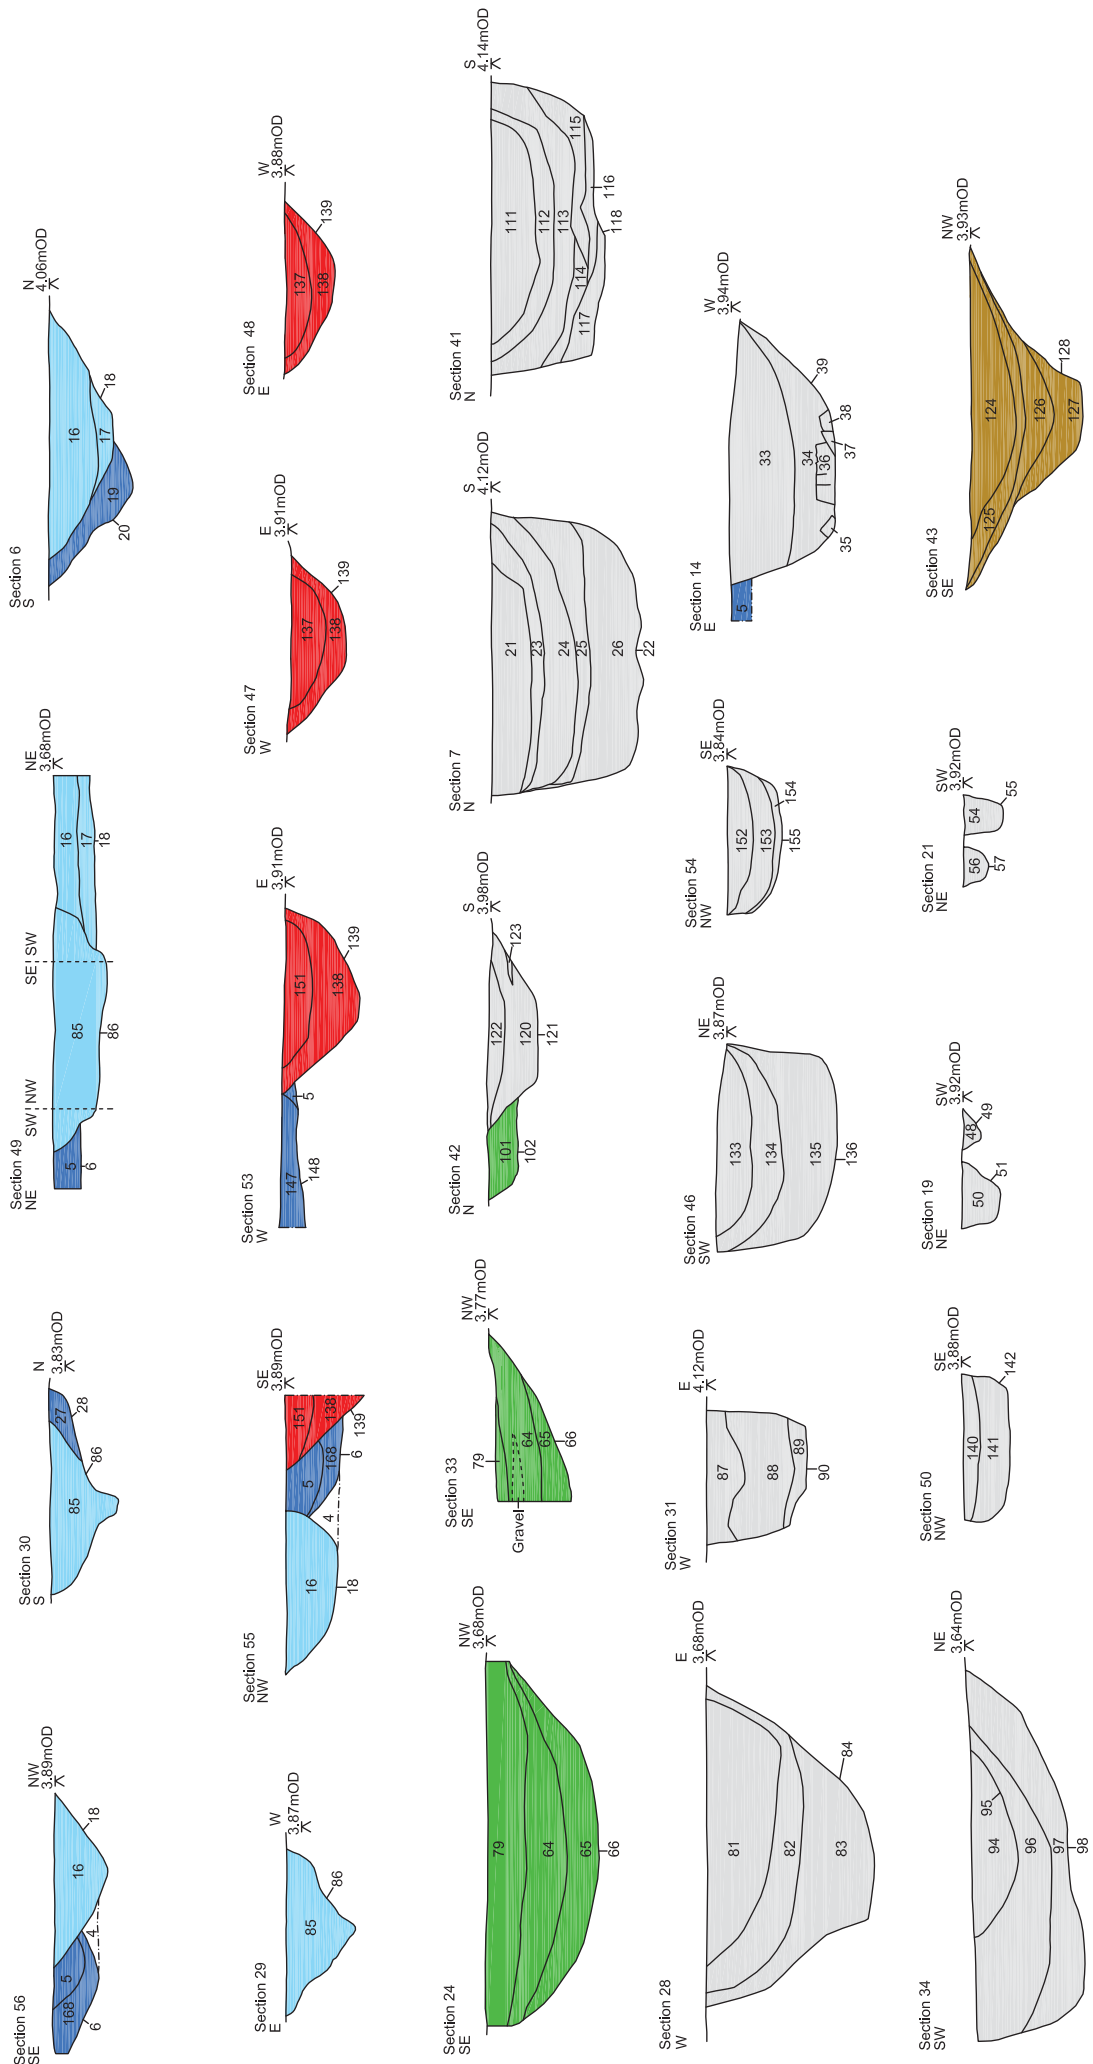 Section 56
SE
NW
3.89mOD
168
5
4
6
16
18
Section 30
S
N
3.83mOD
85
86
27
28
Section 49
NE
SW
NW
SE
SW
NE
3.68mOD
5
6
85
86
16
17
18
Section 6
S
N
4.06mOD
16
17
18
19
20
Section 29
E
W
3.87mOD
85
86
Section 55
NW
SE
3.89mOD
16
18
4
5
168
6
151
138
139
Section 53
W
E
3.91mOD
147
148
5
151
138
139
Section 47
W
E
3.91mOD
137
138
139
Section 48
E
W
3.88mOD
137
138
139
Section 24
SE
NW
3.68mOD
79
64
65
66
Section 33
SE
NW
3.77mOD
79
Gravel
64
65
66
Section 42
N
S
3.98mOD
101
102
122
120
121
123
Section 7
N
S
4.12mOD
21
23
24
25
26
22
Section 41
N
S
4.14mOD
111
112
113
114
115
116
117
118
Section 28
W
E
3.68mOD
81
82
83
84
Section 31
W
E
4.12mOD
87
88
89
90
Section 46
SW
NE
3.87mOD
133
134
135
136
Section 54
NW
SE
3.84mOD
152
153
154
155
Section 14
E
W
3.94mOD
5
33
34
35
36
37
38
39
Section 34
SW
NE
3.64mOD
94
95
96
97
98
Section 50
NW
SE
3.88mOD
140
141
142
Section 19
NE
SW
3.92mOD
50
51
48
49
Section 21
NE
SW
3.92mOD
56
57
54
55
Section 43
SE
NW
3.93mOD
125
124
126
127
128